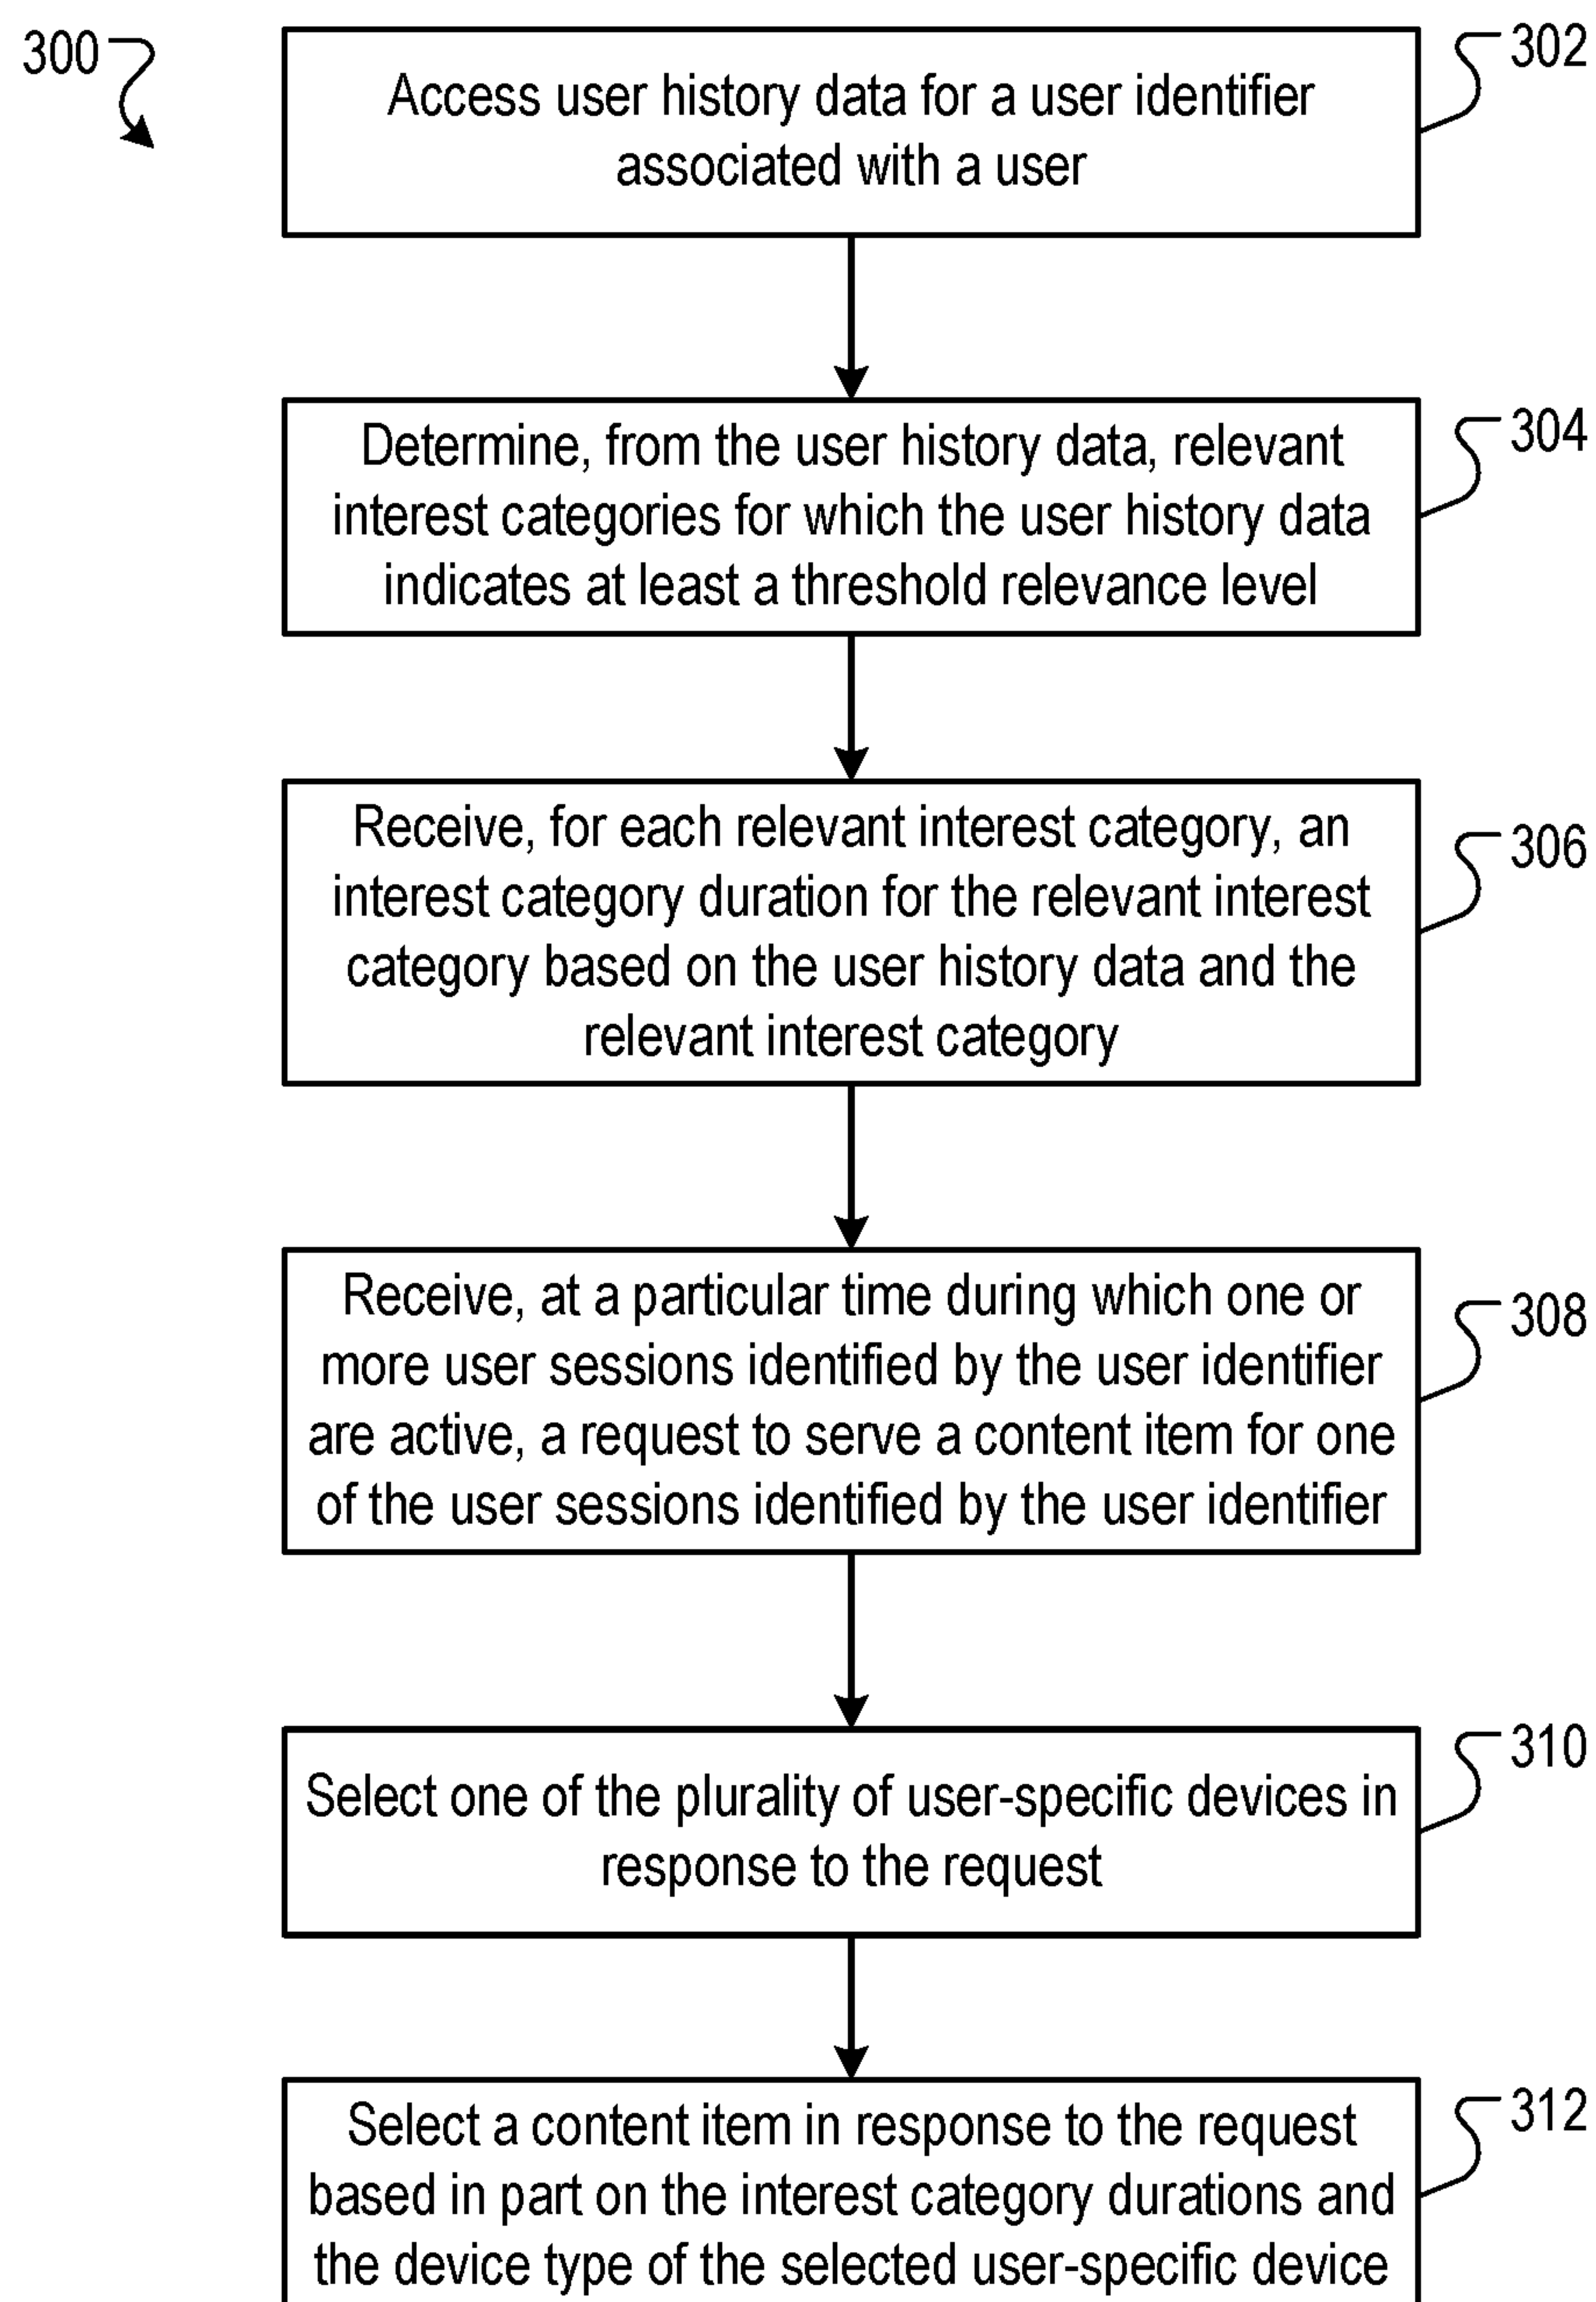 300
302
Access user history data for a user identifier
associated with a user
304
Determine, from the user history data, relevant
interest categories for which the user history data
indicates at least a threshold relevance level
306
Receive, for each relevant interest category, an
interest category duration for the relevant interest
category based on the user history data and the
relevant interest category
308
Receive, at a particular time during which one or
more user sessions identified by the user identifier
are active, a request to serve a content item for one
of the user sessions identified by the user identifier
310
Select one of the plurality of user-specific devices in
response to the request
312
Select a content item in response to the request
based in part on the interest category durations and
the device type of the selected user-specific device